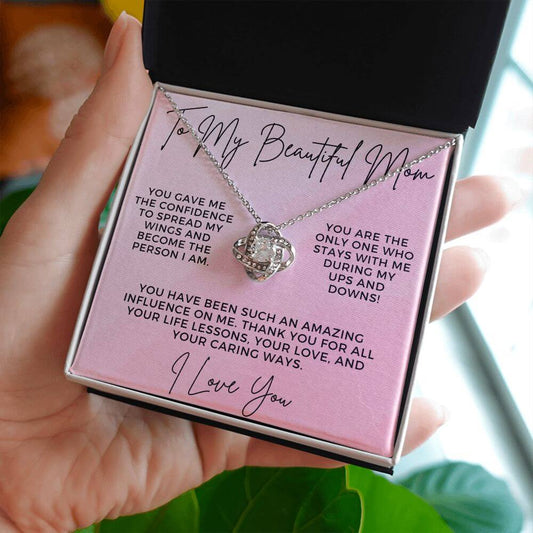 To My Beautiful Mom
YOU GAVE ME
THE CONFIDENCE
TO SPREAD MY
WINGS AND
BECOME THE
PERSON I AM.
YOU ARE THE
ONLY ONE WHO
STAYS WITH ME
DURING MY
UPS AND
DOWNS!
YOU HAVE BEEN SUCH AN AMAZING
INFLUENCE ON ME. THANK YOU FOR ALL
YOUR LIFE LESSONS, YOUR LOVE, AND
YOUR CARING WAYS.
I Love You